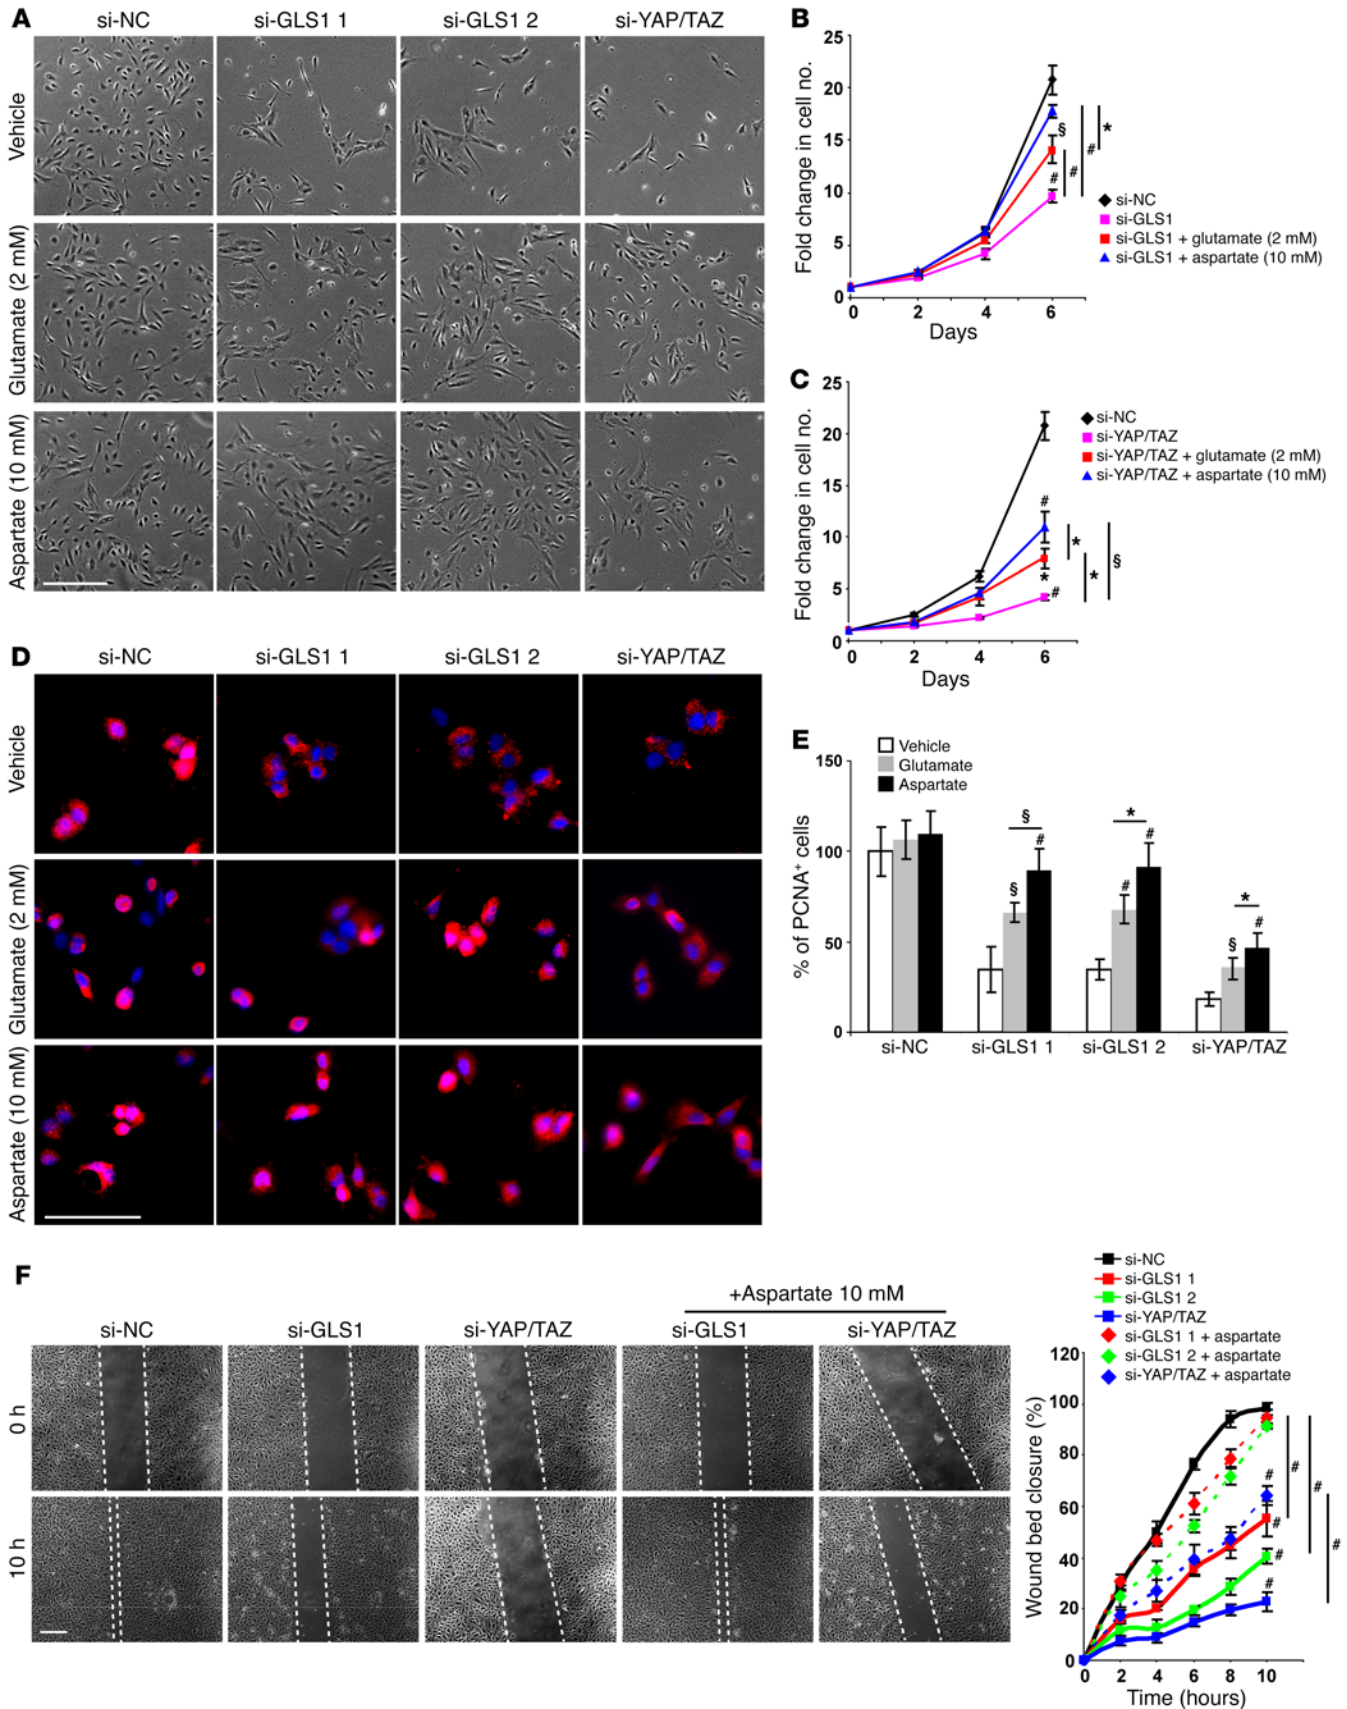 A
si-NC
si-GLS1 1
si-GLS1 2
si-YAP/TAZ
Vehicle
Glutamate (2 mM)
Aspartate (10 mM)
B
Fold change in cell no.
25
20
15
10
5
0
0
2
4
6
Days
§
#
#
#
*
si-NC
si-GLS1
si-GLS1 + glutamate (2 mM)
si-GLS1 + aspartate (10 mM)
C
Fold change in cell no.
25
20
15
10
5
0
0
2
4
6
Days
#
*
#
*
*
§
si-NC
si-YAP/TAZ
si-YAP/TAZ + glutamate (2 mM)
si-YAP/TAZ + aspartate (10 mM)
D
si-NC
si-GLS1 1
si-GLS1 2
si-YAP/TAZ
Vehicle
Glutamate (2 mM)
Aspartate (10 mM)
E
Vehicle
Glutamate
Aspartate
% of PCNA⁺ cells
150
100
50
0
§
§
#
*
#
#
*
§
#
si-NC
si-GLS1 1
si-GLS1 2
si-YAP/TAZ
F
+Aspartate 10 mM
si-NC
si-GLS1
si-YAP/TAZ
si-GLS1
si-YAP/TAZ
0 h
10 h
si-NC
si-GLS1 1
si-GLS1 2
si-YAP/TAZ
si-GLS1 1 + aspartate
si-GLS1 2 + aspartate
si-YAP/TAZ + aspartate
Wound bed closure (%)
120
100
80
60
40
20
0
0
2
4
6
8
10
Time (hours)
#
#
#
#
#
#
#